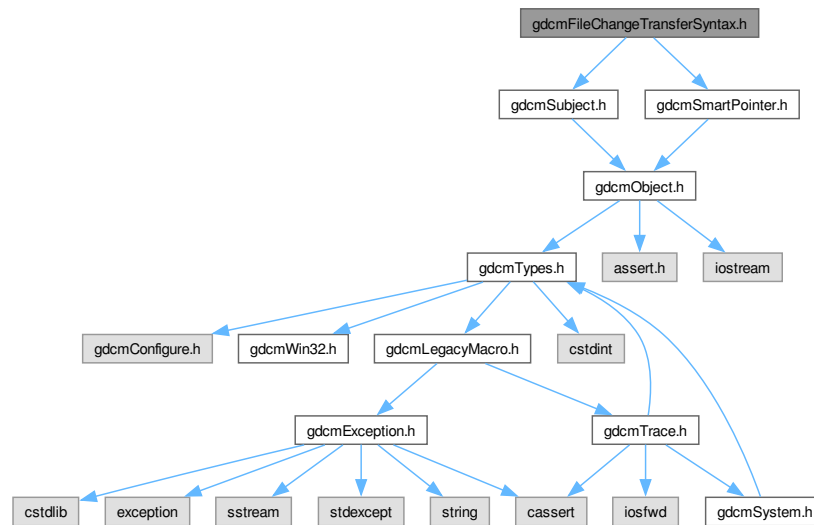 gdcmFileChangeTransferSyntax.h
gdcmSubject.h
gdcmSmartPointer.h
gdcmObject.h
gdcmTypes.h
assert.h
iostream
gdcmConfigure.h
gdcmWin32.h
gdcmLegacyMacro.h
cstdint
gdcmException.h
gdcmTrace.h
cstdlib
exception
sstream
stdexcept
string
cassert
iosfwd
gdcmSystem.h